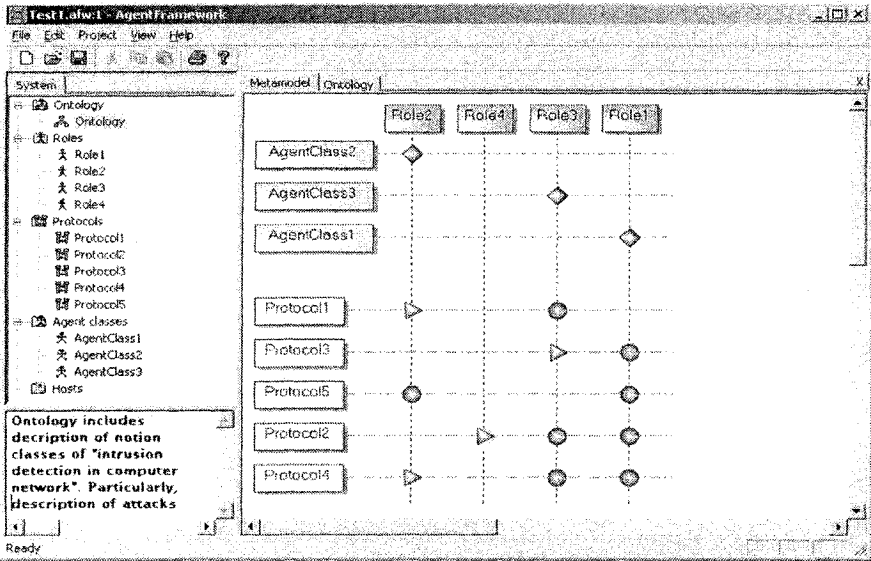 Test1.afw:1 - AgentFramework
File Edit Project View Help
System
Ontology
Ontology
Roles
Role1
Role2
Role3
Role4
Protocols
Protocol1
Protocol2
Protocol3
Protocol4
Protocol5
Agent classes
AgentClass1
AgentClass2
AgentClass3
Hosts
Ontology includes
decription of notion
classes of "intrusion
detection in computer
network". Particularly,
description of attacks
Metamodel Ontology X
Role2 Role4 Role3 Role1
AgentClass2
AgentClass3
AgentClass1
Protocol1
Protocol3
Protocol5
Protocol2
Protocol4
Ready